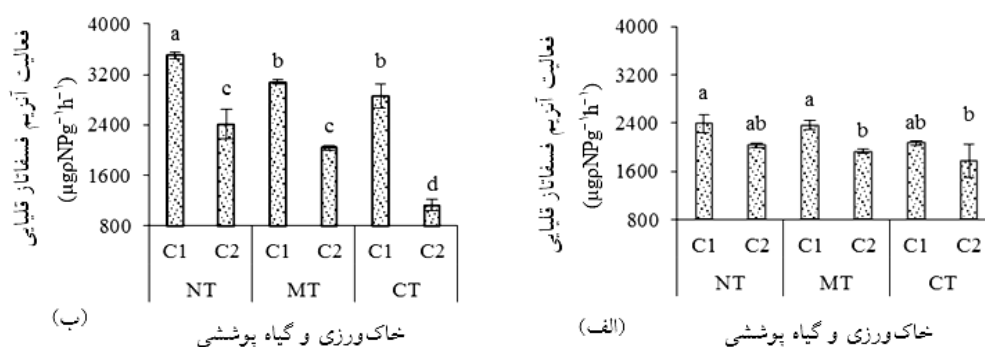 فعالیت آنزیم فسفاتاز قلیایی
(µgρNPg⁻¹h⁻¹)
4000
3200
2400
1600
800
a
ab
a
b
ab
b
C1 C2 C1 C2 C1 C2
NT MT CT
خاک‌ورزی و گیاه پوششی
(الف)
فعالیت آنزیم فسفاتاز قلیایی
(µgρNPg⁻¹h⁻¹)
4000
3200
2400
1600
800
a
c
b
c
b
d
C1 C2 C1 C2 C1 C2
NT MT CT
خاک‌ورزی و گیاه پوششی
(ب)